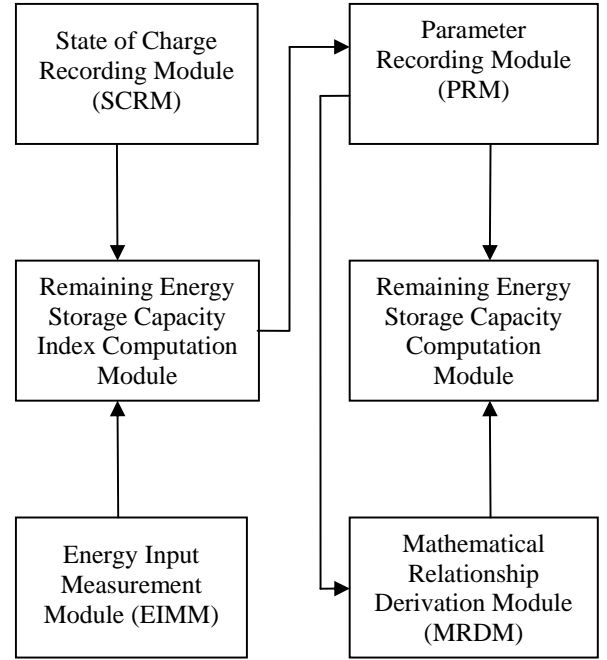 State of Charge
Recording Module
(SCRM)
Parameter
Recording Module
(PRM)
Remaining Energy
Storage Capacity
Index Computation
Module
Remaining Energy
Storage Capacity
Computation
Module
Energy Input
Measurement
Module (EIMM)
Mathematical
Relationship
Derivation Module
(MRDM)